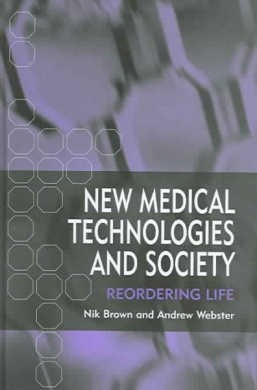 NEW MEDICAL
TECHNOLOGIES
AND SOCIETY
REORDERING LIFE
Nik Brown and Andrew Webster